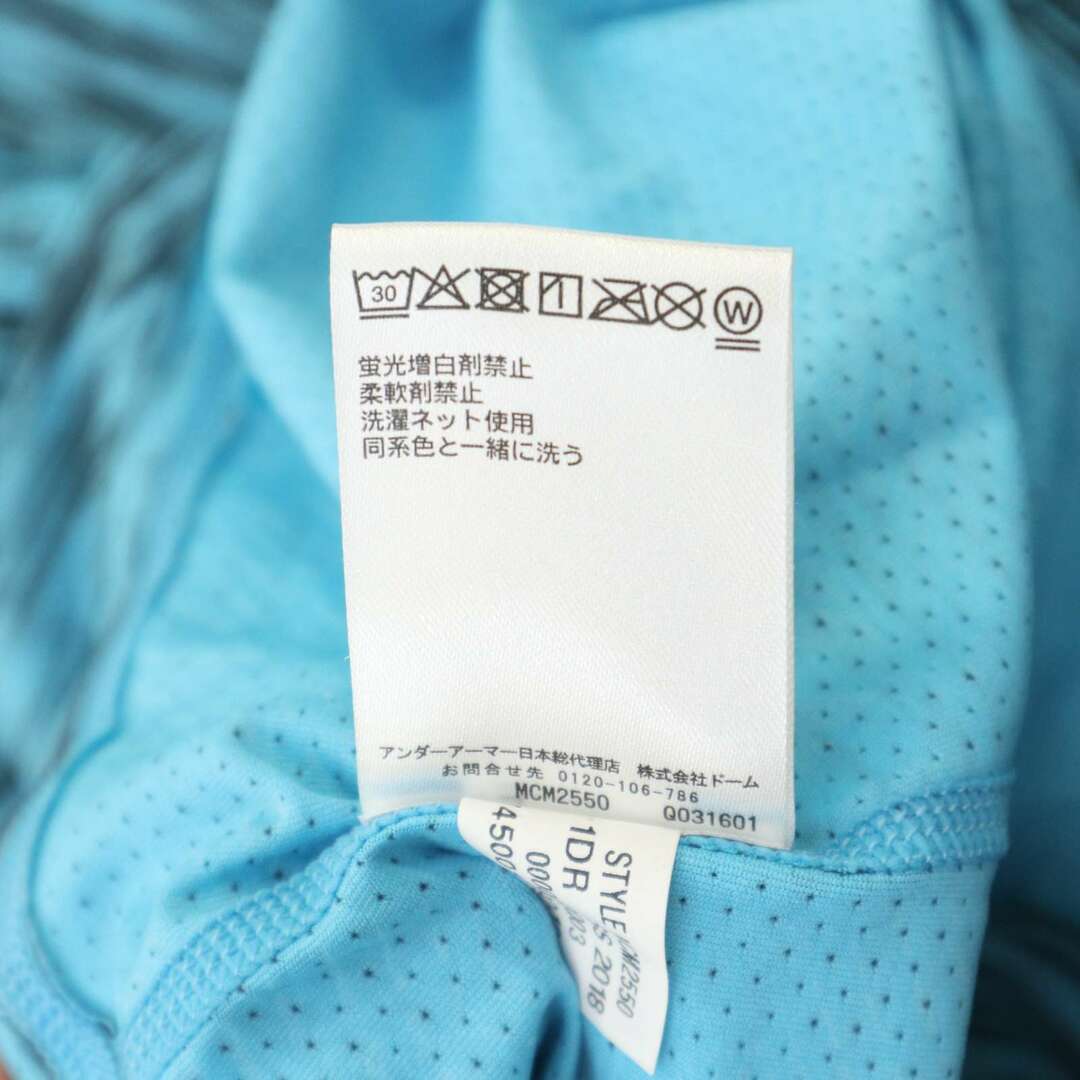 30
W
蛍光増白剤禁止
柔軟剤禁止
洗濯ネット使用
同系色と一緒に洗う
アンダーアーマー日本総代理店 株式会社ドーム
お問合せ先 0120-106-786
MCM2550 Q031601
STYLE
2018
1DR